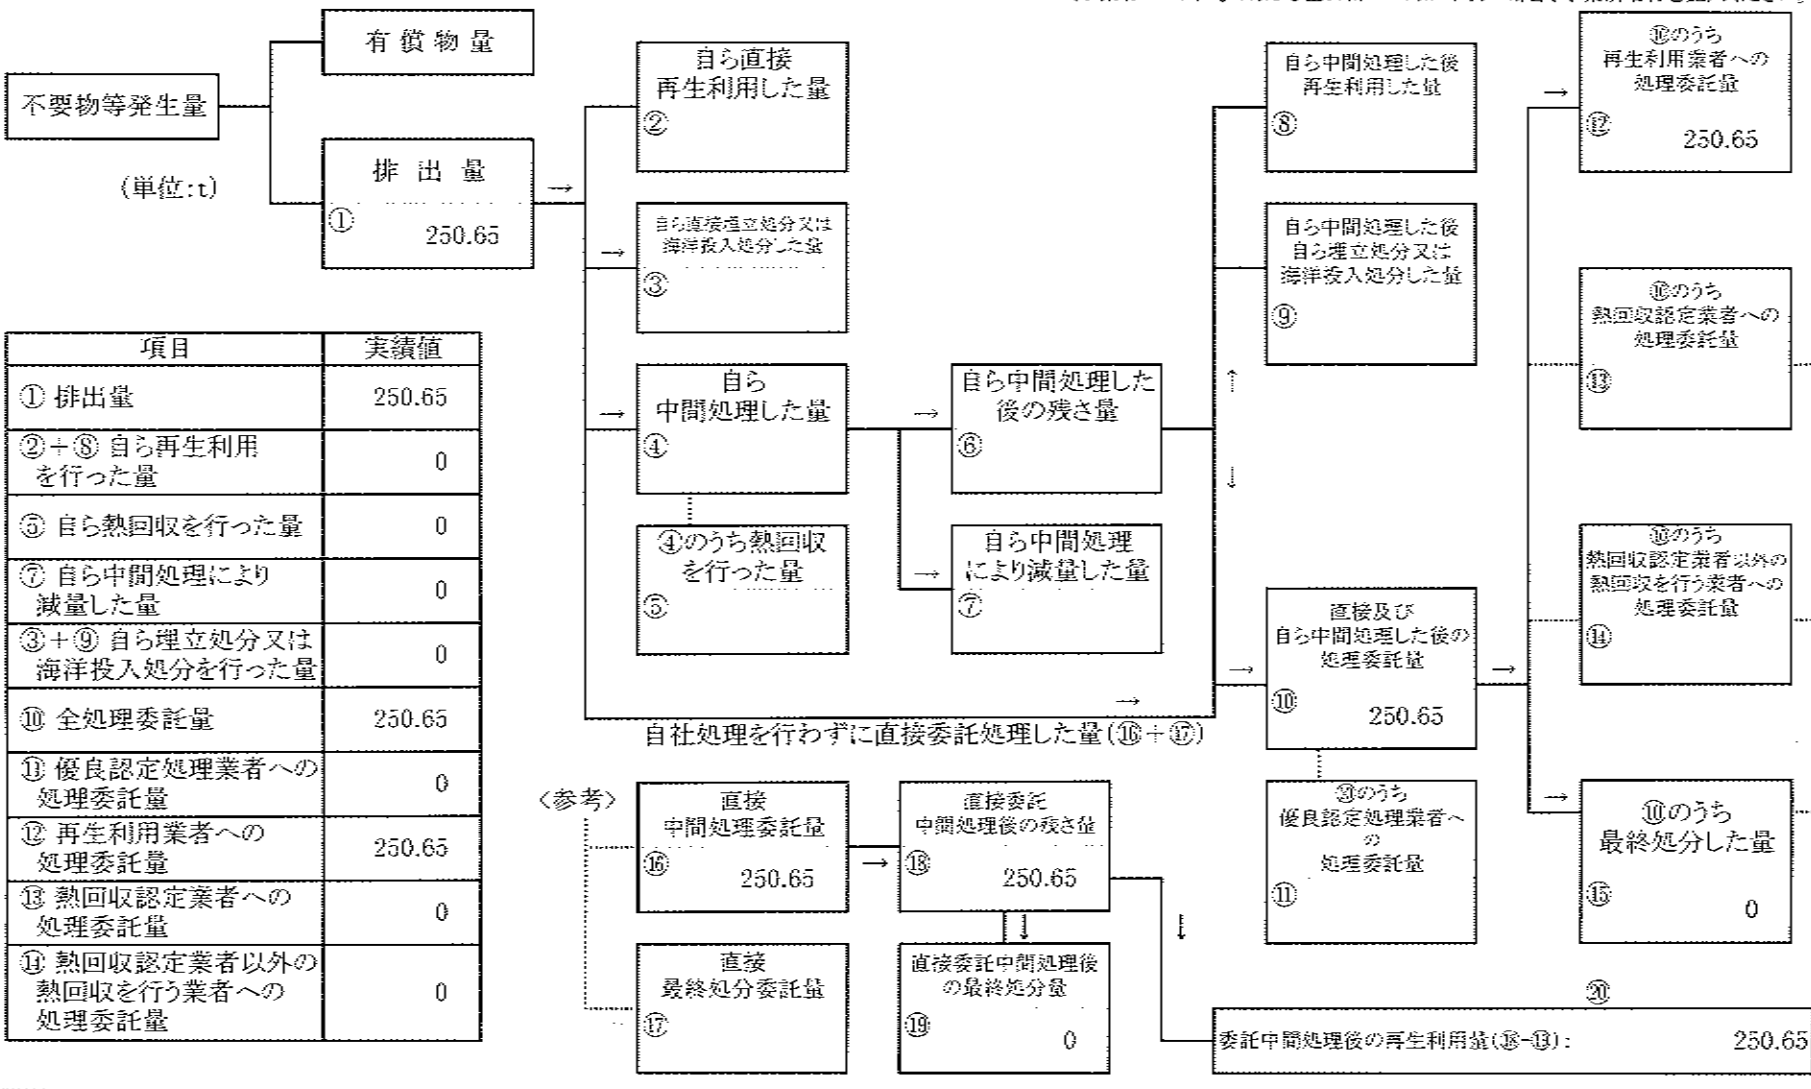 有償物量
不要物等発生量
排出量
(単位:t)
①
250.65
→
自ら直接
再生利用した量
②
→
自ら直接埋立処分又は
海洋投入処分した量
③
→
自ら
中間処理した量
④
④のうち熱回収
を行った量
⑤
→
自ら中間処理した
後の残さ量
⑥
→
自ら中間処理
により減量した量
⑦
自ら中間処理した後
再生利用した量
⑧
自ら中間処理した後
自ら埋立処分又は
海洋投入処分した量
⑨
↑
↓
→
直接及び
自ら中間処理した後の
処理委託量
⑩
250.65
→
自社処理を行わずに直接委託処理した量(⑯+⑰)
→
⑩のうち
優良認定処理業者へ
の
処理委託量
⑪
→
⑩のうち
再生利用業者への
処理委託量
⑫
250.65
⑩のうち
熱回収認定業者への
処理委託量
⑬
⑩のうち
熱回収認定業者以外の
熱回収を行う業者への
処理委託量
⑭
→
⑩のうち
最終処分した量
⑮
0
項目 実績値
① 排出量 250.65
②+⑧ 自ら再生利用
を行った量 0
⑤ 自ら熱回収を行った量 0
⑦ 自ら中間処理により
減量した量 0
③+⑨ 自ら埋立処分又は
海洋投入処分を行った量 0
⑩ 全処理委託量 250.65
⑪ 優良認定処理業者への
処理委託量 0
⑫ 再生利用業者への
処理委託量 250.65
⑬ 熱回収認定業者への
処理委託量 0
⑭ 熱回収認定業者以外の
熱回収を行う業者への
処理委託量 0
〈参考〉
直接
中間処理委託量
⑯
250.65
→
直接委託
中間処理後の残さ量
⑱
250.65
↓
↓
直接
最終処分委託量
⑰
直接委託中間処理後
の最終処分量
⑲
0
⑳
委託中間処理後の再生利用量(⑱-⑲): 250.65